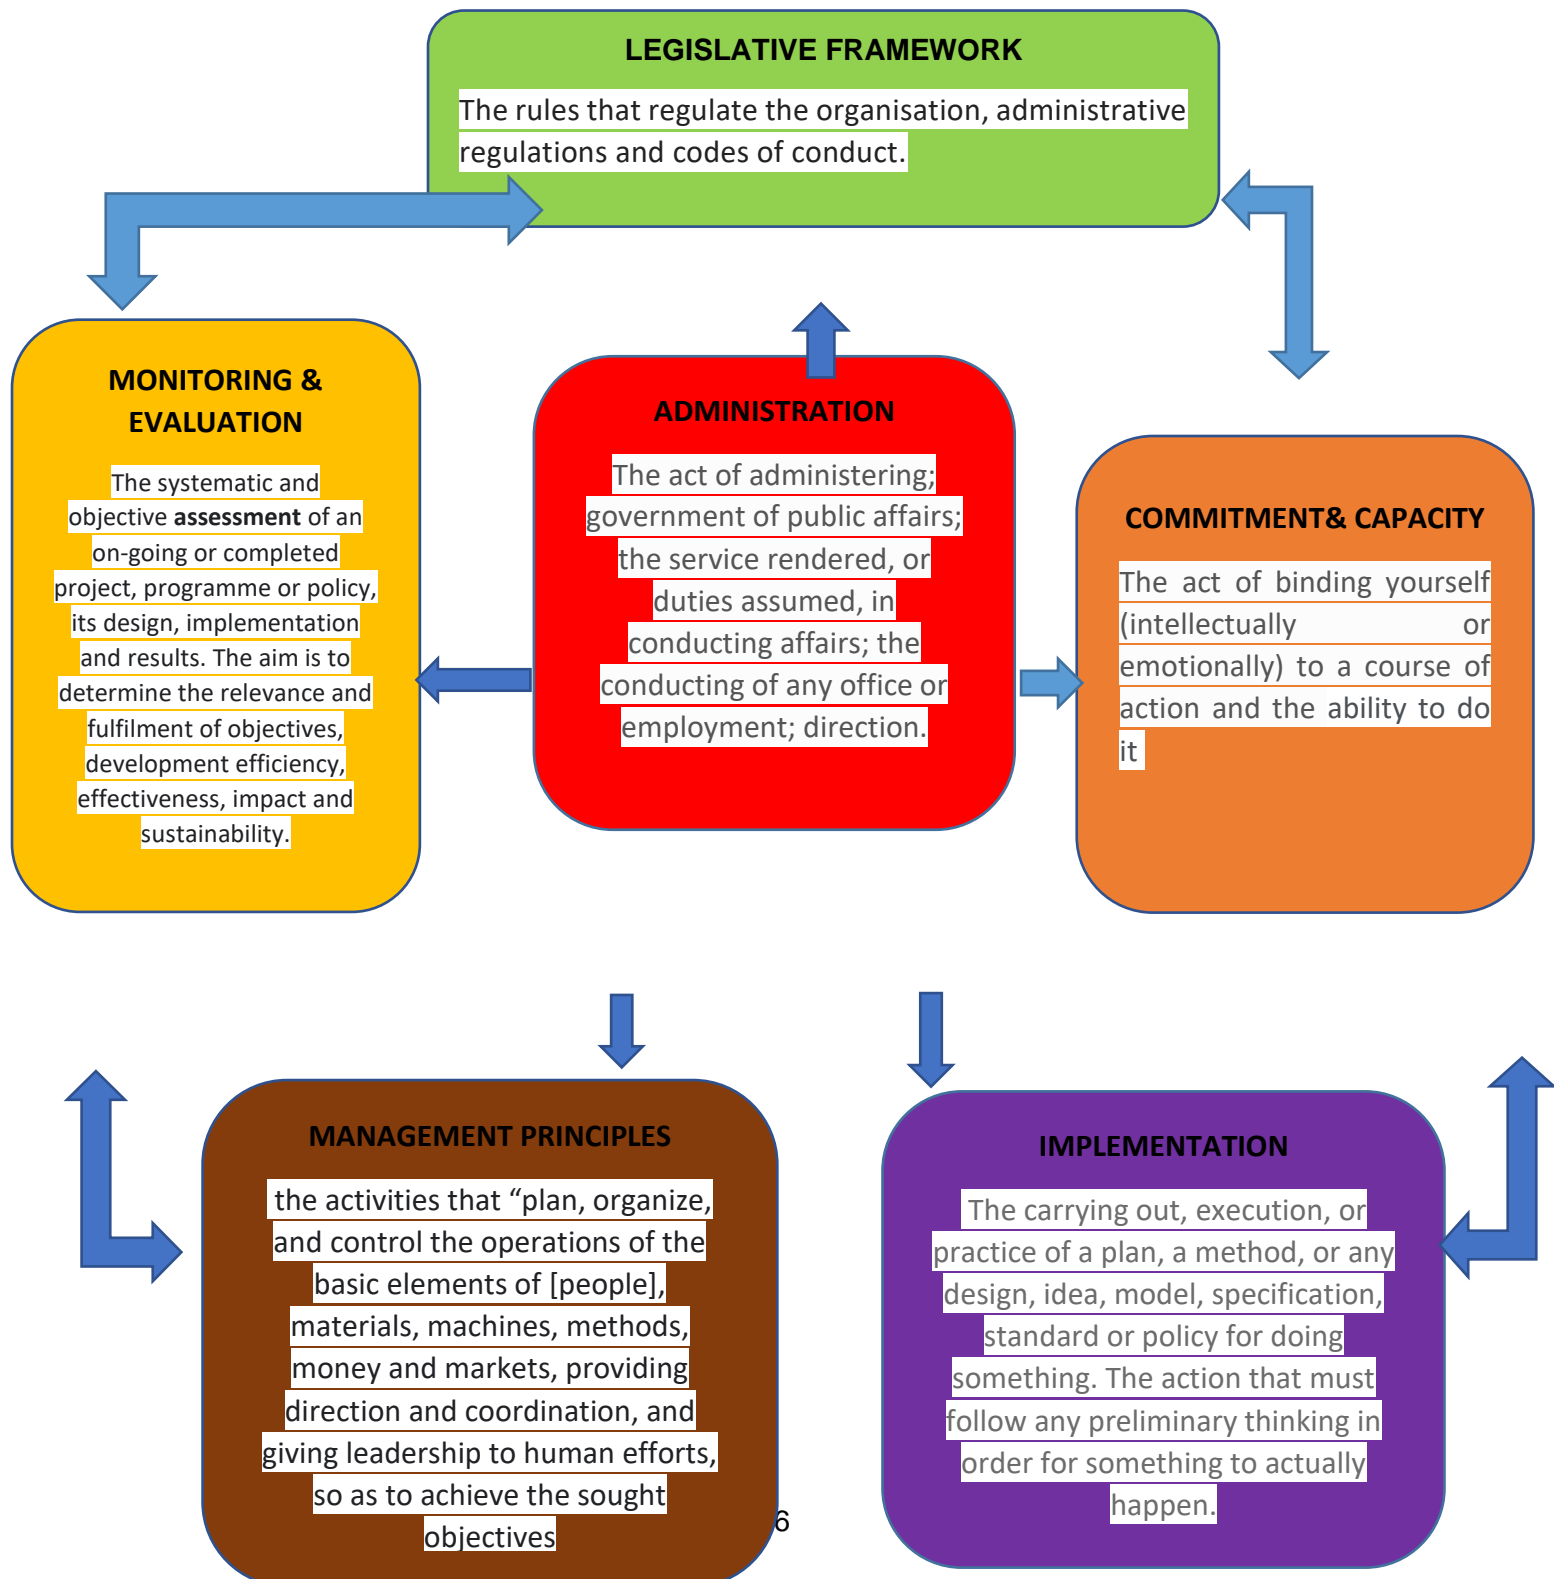 LEGISLATIVE FRAMEWORK
The rules that regulate the organisation, administrative
regulations and codes of conduct.
MONITORING &
EVALUATION
The systematic and
objective assessment of an
on-going or completed
project, programme or policy,
its design, implementation
and results. The aim is to
determine the relevance and
fulfilment of objectives,
development efficiency,
effectiveness, impact and
sustainability.
ADMINISTRATION
The act of administering;
government of public affairs;
the service rendered, or
duties assumed, in
conducting affairs; the
conducting of any office or
employment; direction.
COMMITMENT& CAPACITY
The act of binding yourself
(intellectually or
emotionally) to a course of
action and the ability to do
it
MANAGEMENT PRINCIPLES
the activities that “plan, organize,
and control the operations of the
basic elements of [people],
materials, machines, methods,
money and markets, providing
direction and coordination, and
giving leadership to human efforts,
so as to achieve the sought
objectives
IMPLEMENTATION
The carrying out, execution, or
practice of a plan, a method, or any
design, idea, model, specification,
standard or policy for doing
something. The action that must
follow any preliminary thinking in
order for something to actually
happen.
6